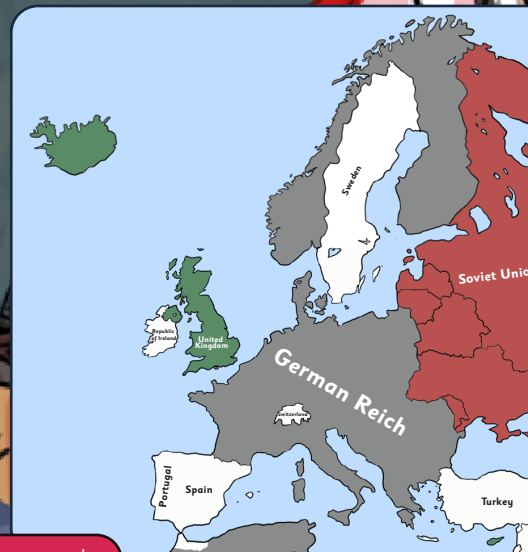 Sweden
Soviet Unio
Republic
of Ireland
United
Kingdom
German Reich
Switzerland
Portugal
Spain
Turkey